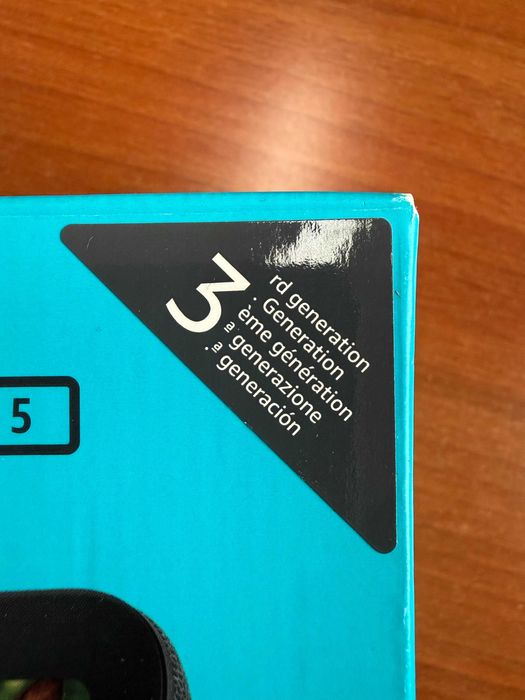 3
rd generation
. Generation
ème génération
ª generazione
.ª generación
5